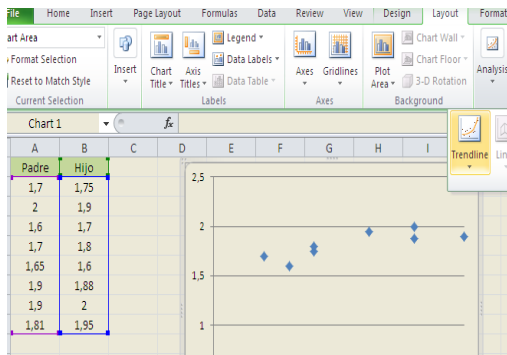 File Home Insert Page Layout Formulas Data Review View Design Layout Format
art Area
Format Selection
Reset to Match Style
Current Selection
Insert
Chart Title
Axis Titles
Legend
Data Labels
Data Table
Labels
Axes
Gridlines
Axes
Plot Area
Chart Wall
Chart Floor
3-D Rotation
Background
Analysis
Trendline Lin
Chart 1 fx
A B C D E F G H I
Padre Hijo
1,7 1,75
2 1,9
1,6 1,7
1,7 1,8
1,65 1,6
1,9 1,88
1,9 2
1,81 1,95
2,5
2
1,5
1